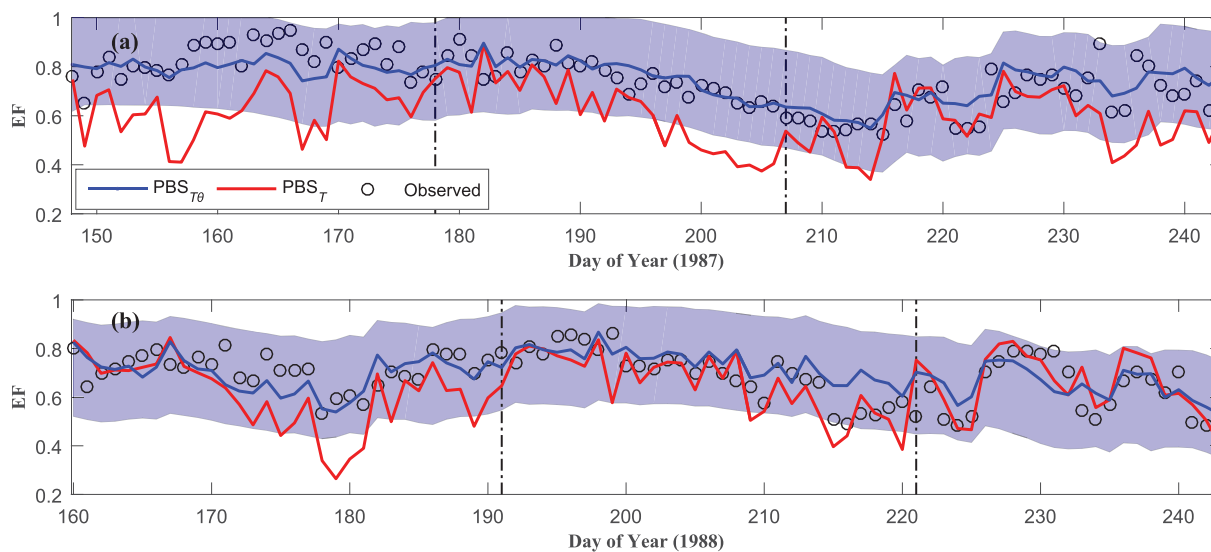 (a)
EF
1
0.8
0.6
0.4
0.2
PBS_Tθ PBS_T Observed
150 160 170 180 190 200 210 220 230 240
Day of Year (1987)
(b)
EF
1
0.8
0.6
0.4
0.2
160 170 180 190 200 210 220 230 240
Day of Year (1988)